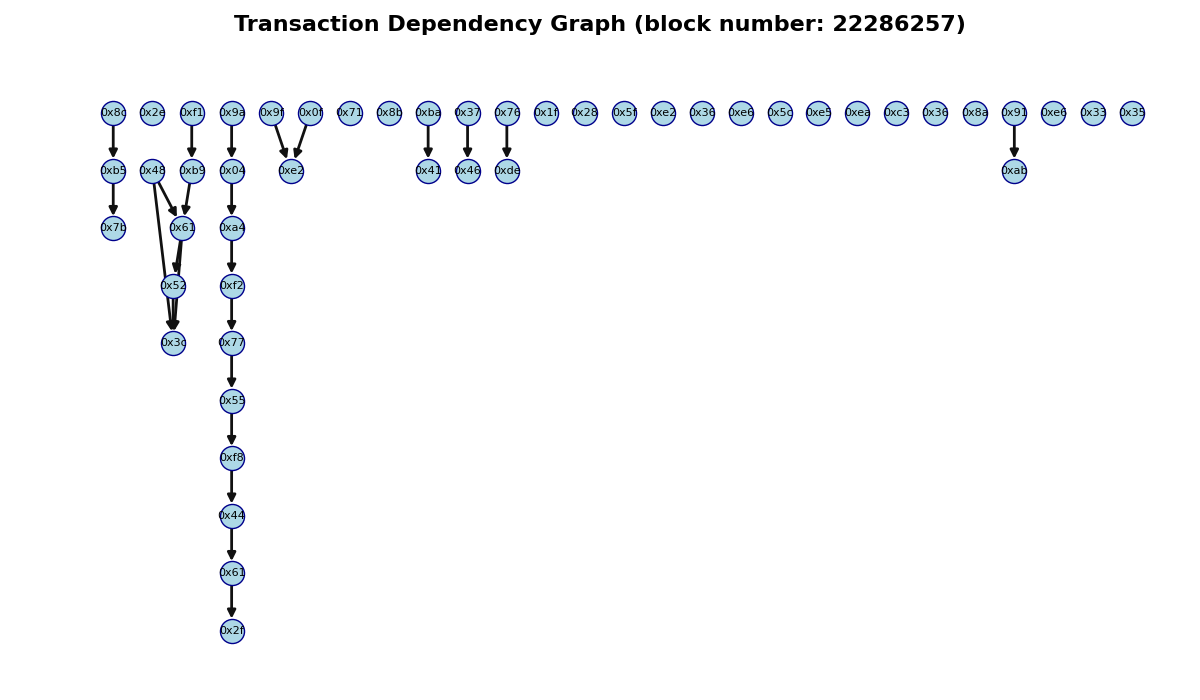 Transaction Dependency Graph (block number: 22286257)
0x8c 0x2e 0xf1 0x9a 0x9f 0x0f 0x71 0x8b 0xba 0x37 0x76 0x1f 0x28 0x5f 0xe2 0x36 0xe6 0x5c 0xe5 0xea 0xc3 0x36 0x8a 0x91 0xe6 0x33 0x35
0xb5 0x48 0xb9 0x04 0xe2 0x41 0x46 0xde 0xab
0x7b 0x61 0xa4
0x52 0xf2
0x3c 0x77
0x55
0xf8
0x44
0x61
0x2f